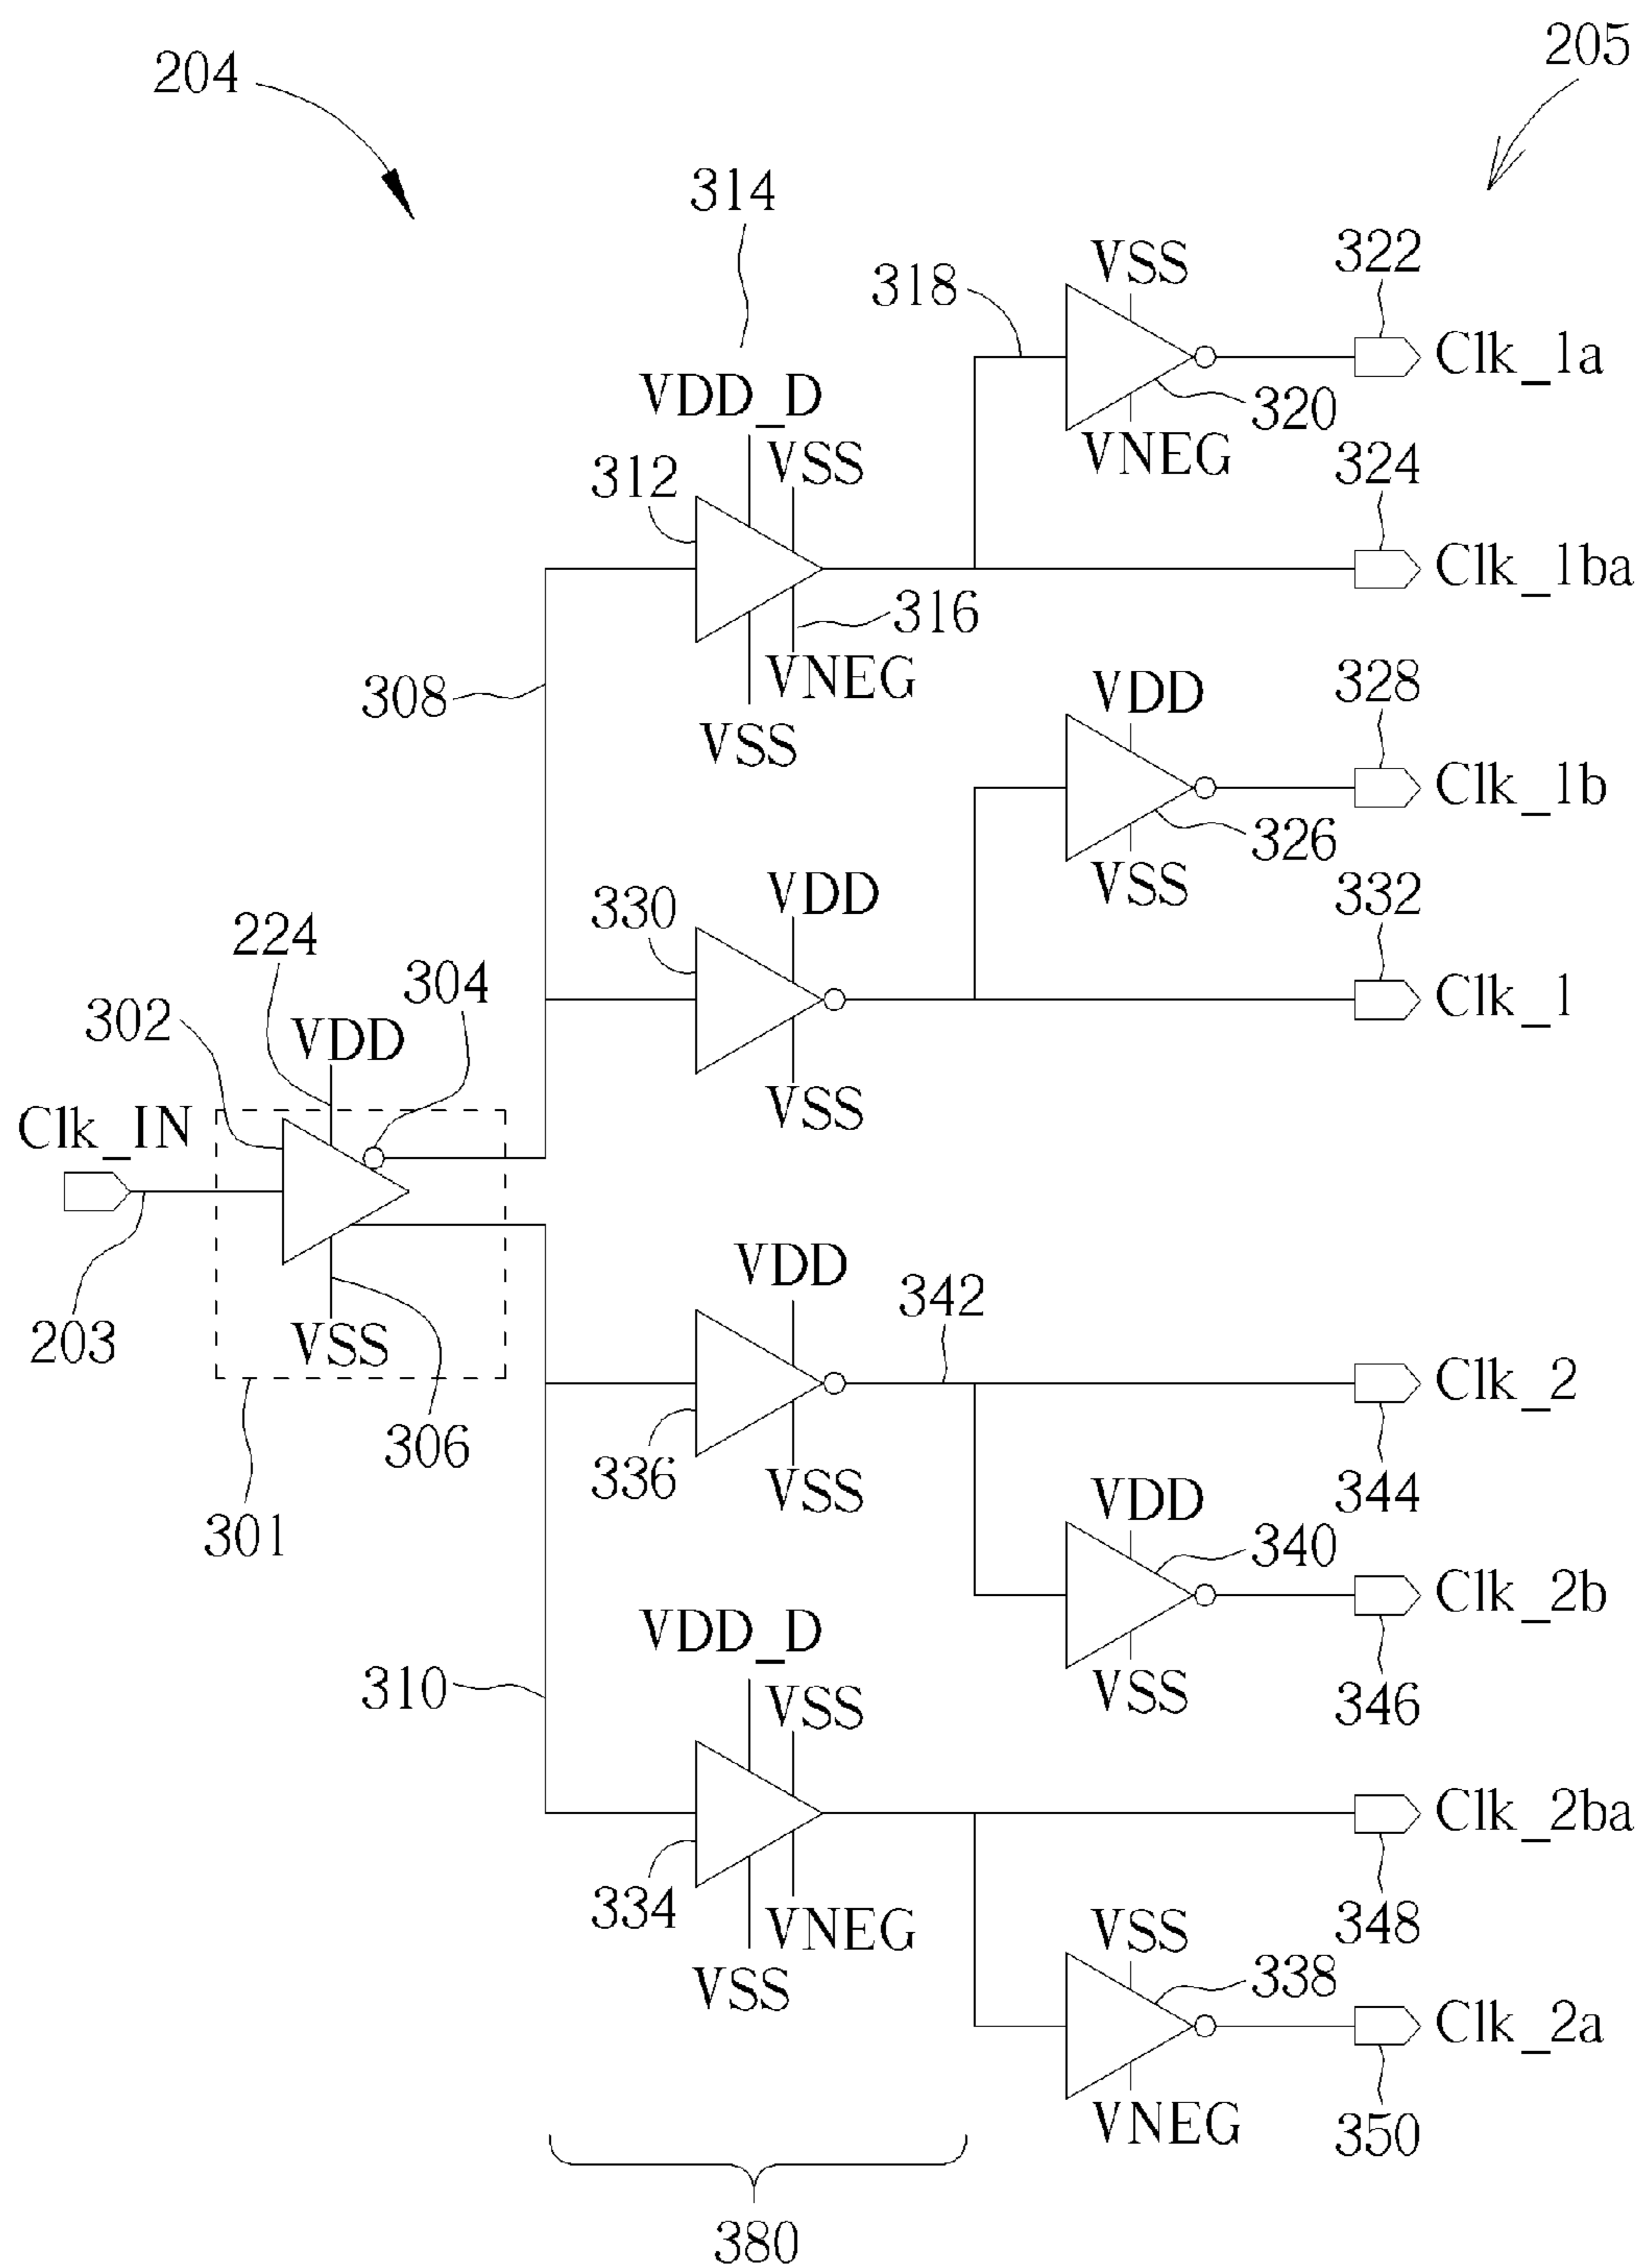 204
205
314
318
VSS
322
Clk_1a
VDD_D
VSS
320
VNEG
312
324
Clk_1ba
316
VNEG
308
VSS
VDD
328
Clk_1b
326
VSS
330
VDD
332
Clk_1
VSS
224
304
302
VDD
Clk_IN
203
VSS
306
301
VDD
342
Clk_2
336
VSS
344
VDD
340
Clk_2b
VSS
346
VDD_D
VSS
310
Clk_2ba
334
VNEG
VSS
348
VSS
338
Clk_2a
VNEG
350
380